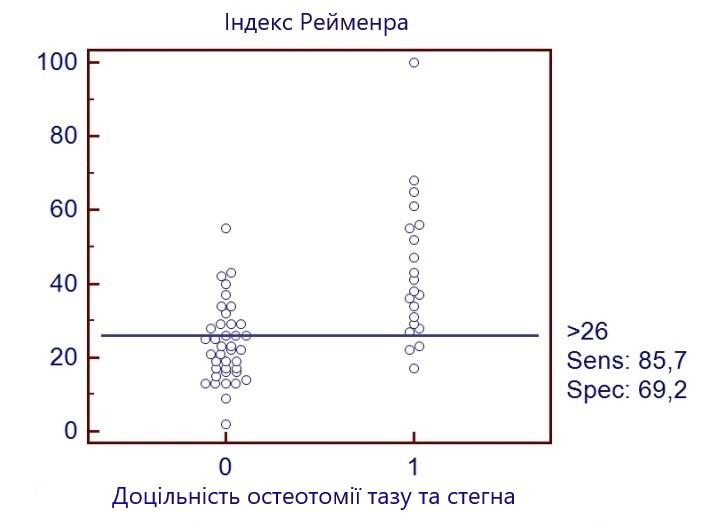 Індекс Рейменра
100
80
60
40
20
0
>26
Sens: 85,7
Spec: 69,2
0 1
Доцільність остеотомії тазу та стегна